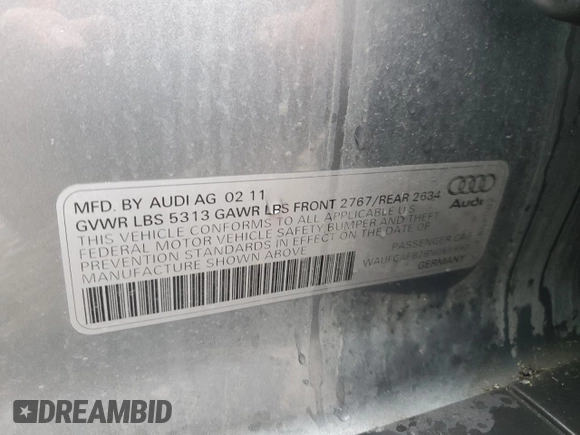 MFD. BY AUDI AG 02 11
GVWR LBS 5313 GAWR LBS FRONT 2767/REAR 2634
THIS VEHICLE CONFORMS TO ALL APPLICABLE U S
FEDERAL MOTOR VEHICLE SAFETY BUMPER AND THEFT
PREVENTION STANDARDS IN EFFECT ON THE DATE OF
MANUFACTURE SHOWN ABOVE
Audi
PASSENGER
GERMANY
DREAMBID